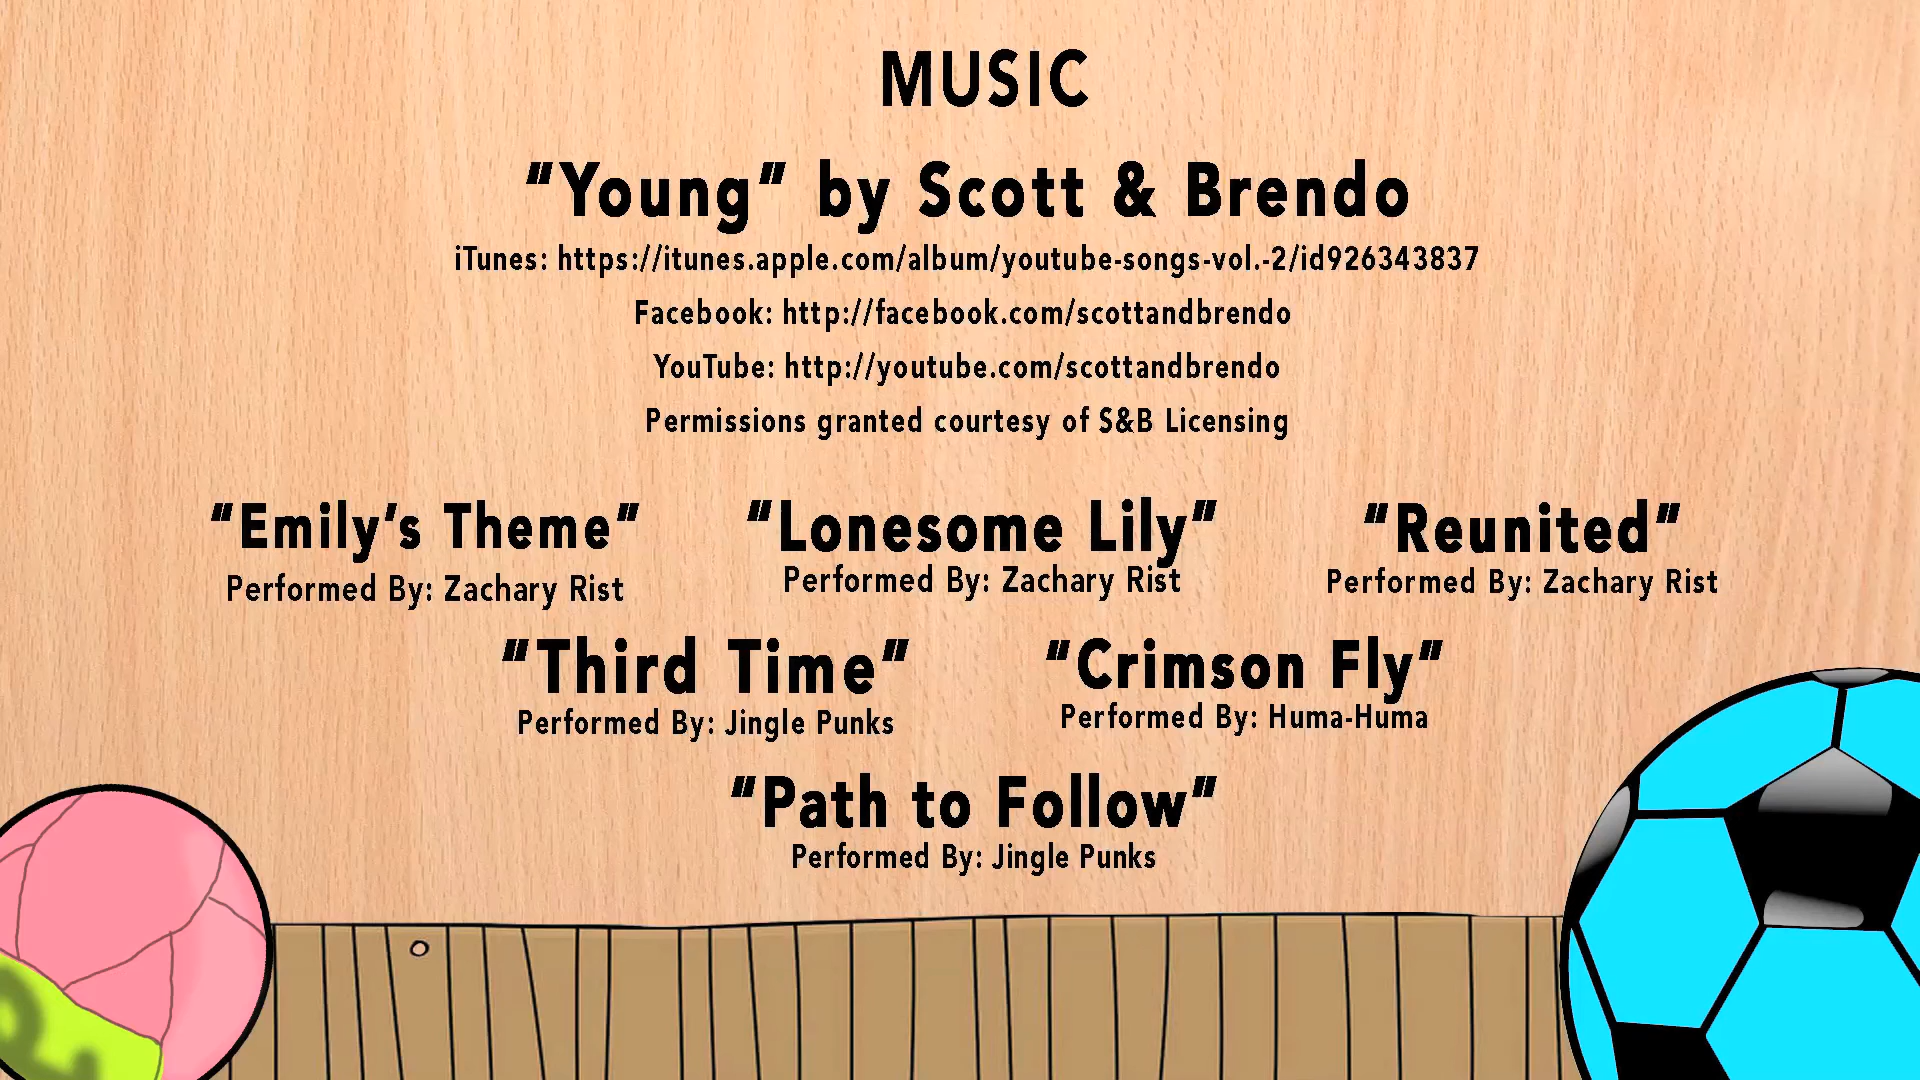 MUSIC
“Young” by Scott & Brendo
iTunes: https://itunes.apple.com/album/youtube-songs-vol.-2/id926343837
Facebook: http://facebook.com/scottandbrendo
YouTube: http://youtube.com/scottandbrendo
Permissions granted courtesy of S&B Licensing
“Emily’s Theme”
Performed By: Zachary Rist
“Lonesome Lily”
Performed By: Zachary Rist
“Reunited”
Performed By: Zachary Rist
“Third Time”
Performed By: Jingle Punks
“Crimson Fly”
Performed By: Huma-Huma
“Path to Follow”
Performed By: Jingle Punks